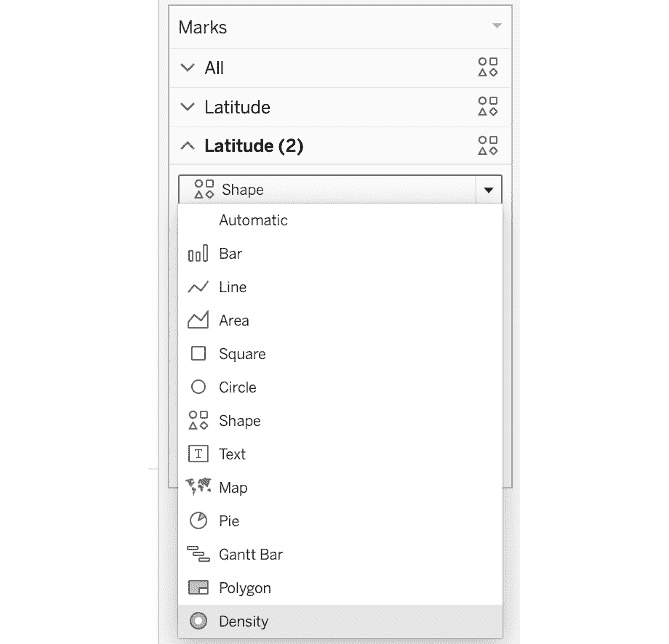 Marks
All
Latitude
Latitude (2)
Shape
Automatic
Bar
Line
Area
Square
Circle
Shape
T Text
Map
Pie
Gantt Bar
Polygon
Density